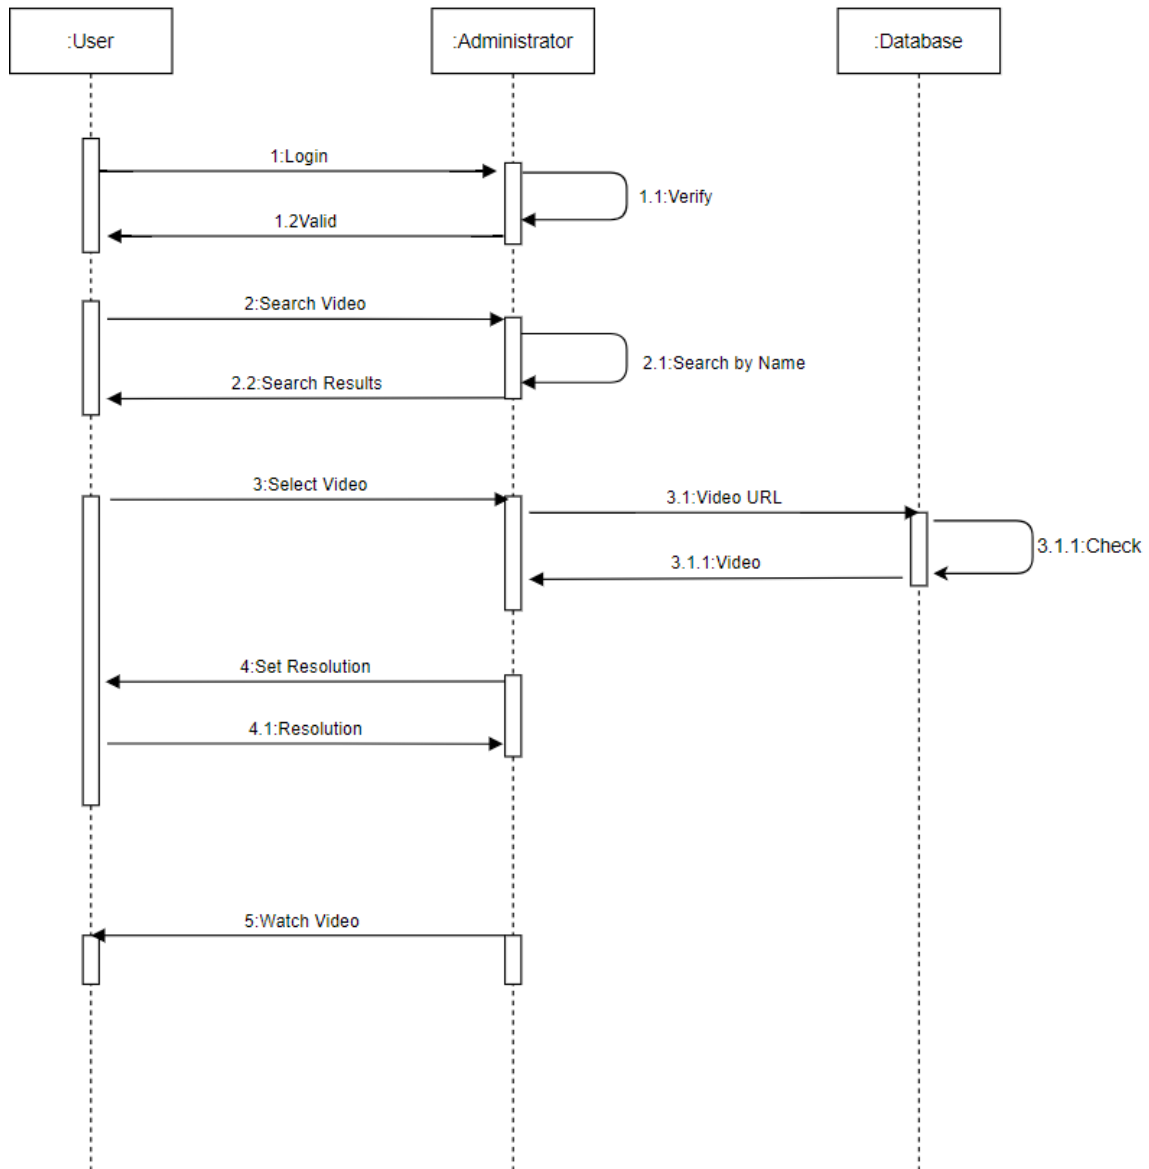 :User
:Administrator
:Database
1:Login
1.1:Verify
1.2Valid
2:Search Video
2.1:Search by Name
2.2:Search Results
3:Select Video
3.1:Video URL
3.1.1:Check
3.1.1:Video
4:Set Resolution
4.1:Resolution
5:Watch Video